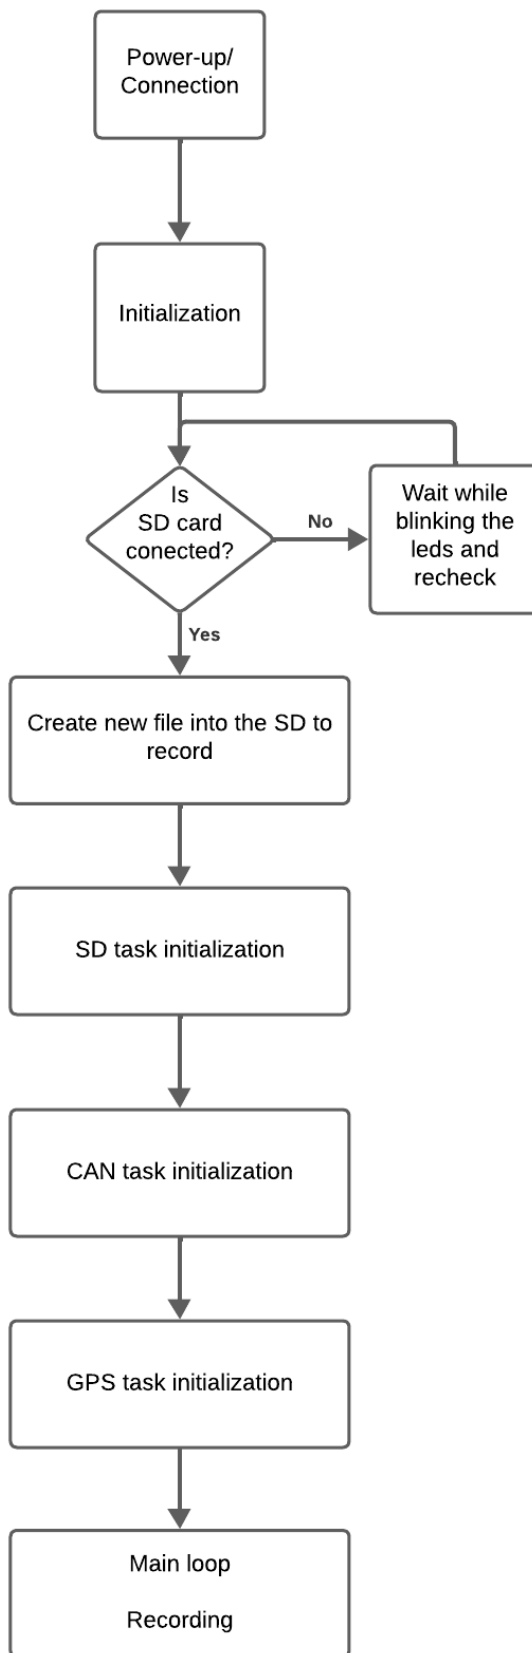 Power-up/
Connection
Initialization
Is
SD card
conected?
No
Wait while
blinking the
leds and
recheck
Yes
Create new file into the SD to
record
SD task initialization
CAN task initialization
GPS task initialization
Main loop
Recording